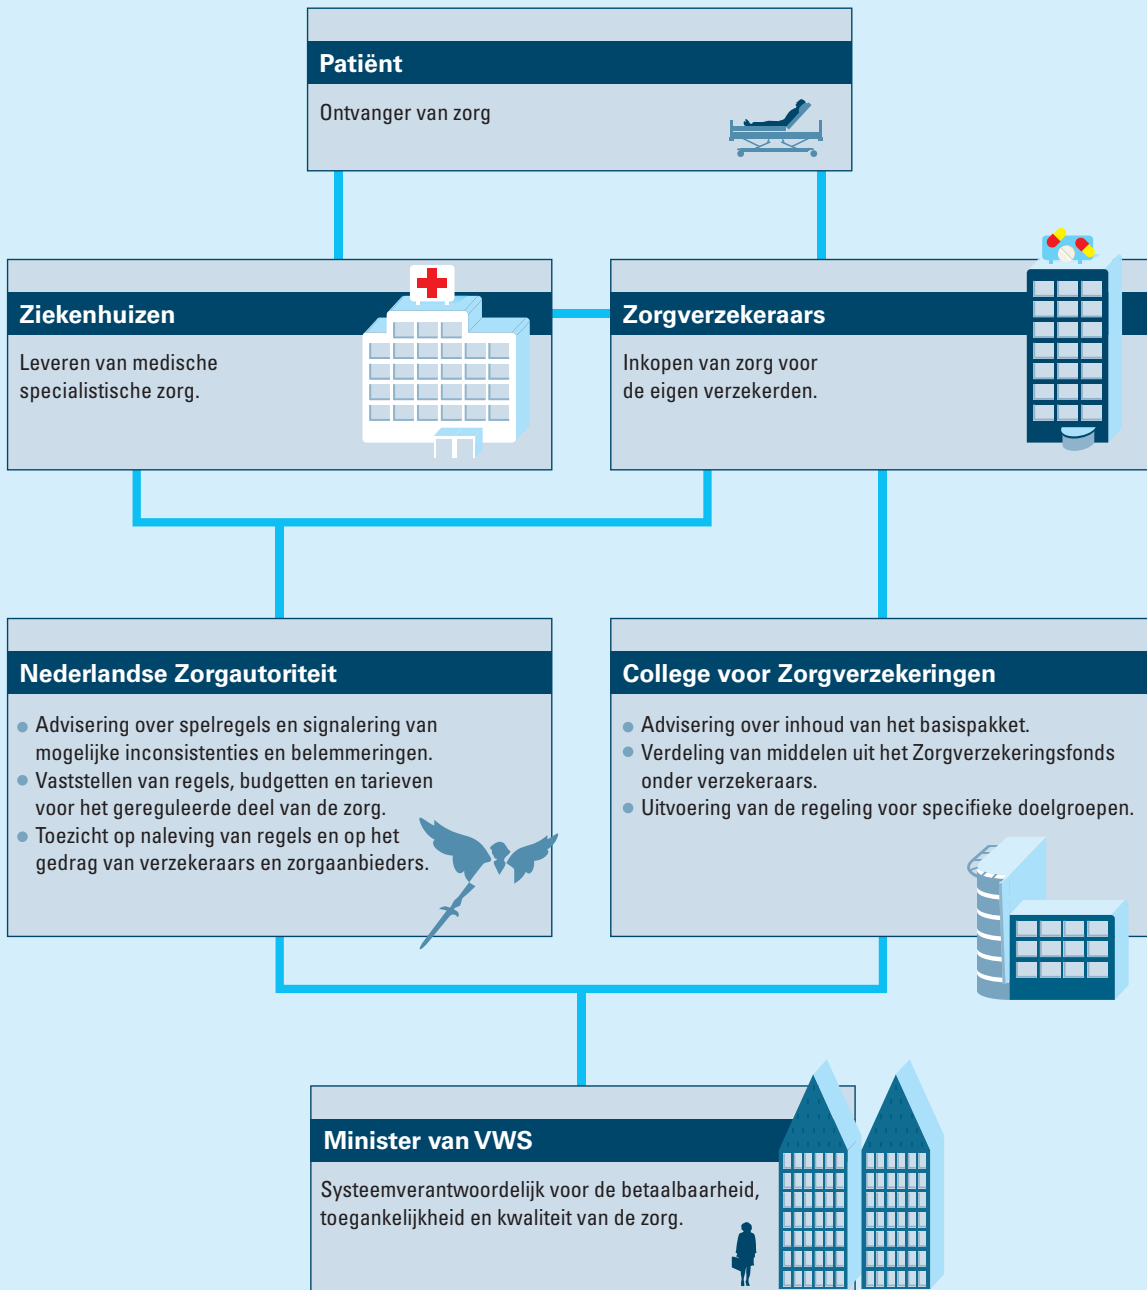 Patiënt
Ontvanger van zorg
Ziekenhuizen
Leveren van medische
specialistische zorg.
Zorgverzekeraars
Inkopen van zorg voor
de eigen verzekerden.
Nederlandse Zorgautoriteit
● Advisering over spelregels en signalering van
mogelijke inconsistenties en belemmeringen.
● Vaststellen van regels, budgetten en tarieven
voor het gereguleerde deel van de zorg.
● Toezicht op naleving van regels en op het
gedrag van verzekeraars en zorgaanbieders.
College voor Zorgverzekeringen
● Advisering over inhoud van het basispakket.
● Verdeling van middelen uit het Zorgverzekeringsfonds
onder verzekeraars.
● Uitvoering van de regeling voor specifieke doelgroepen.
Minister van VWS
Systeemverantwoordelijk voor de betaalbaarheid,
toegankelijkheid en kwaliteit van de zorg.